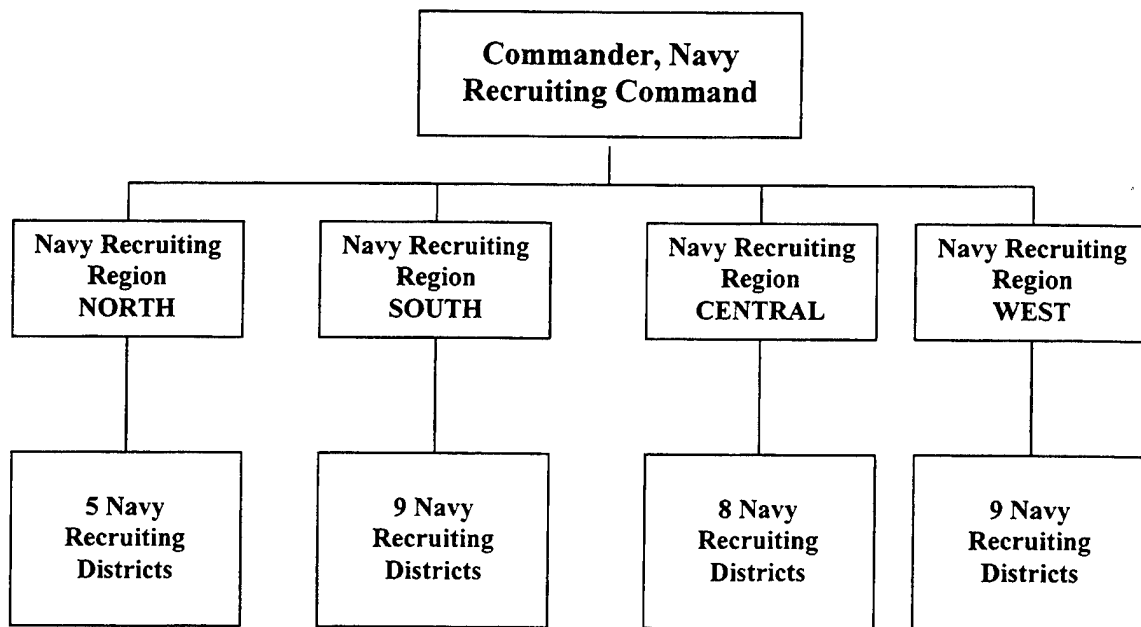 Commander, Navy
Recruiting Command
Navy Recruiting
Region
NORTH
Navy Recruiting
Region
SOUTH
Navy Recruiting
Region
CENTRAL
Navy Recruiting
Region
WEST
5 Navy
Recruiting
Districts
9 Navy
Recruiting
Districts
8 Navy
Recruiting
Districts
9 Navy
Recruiting
Districts